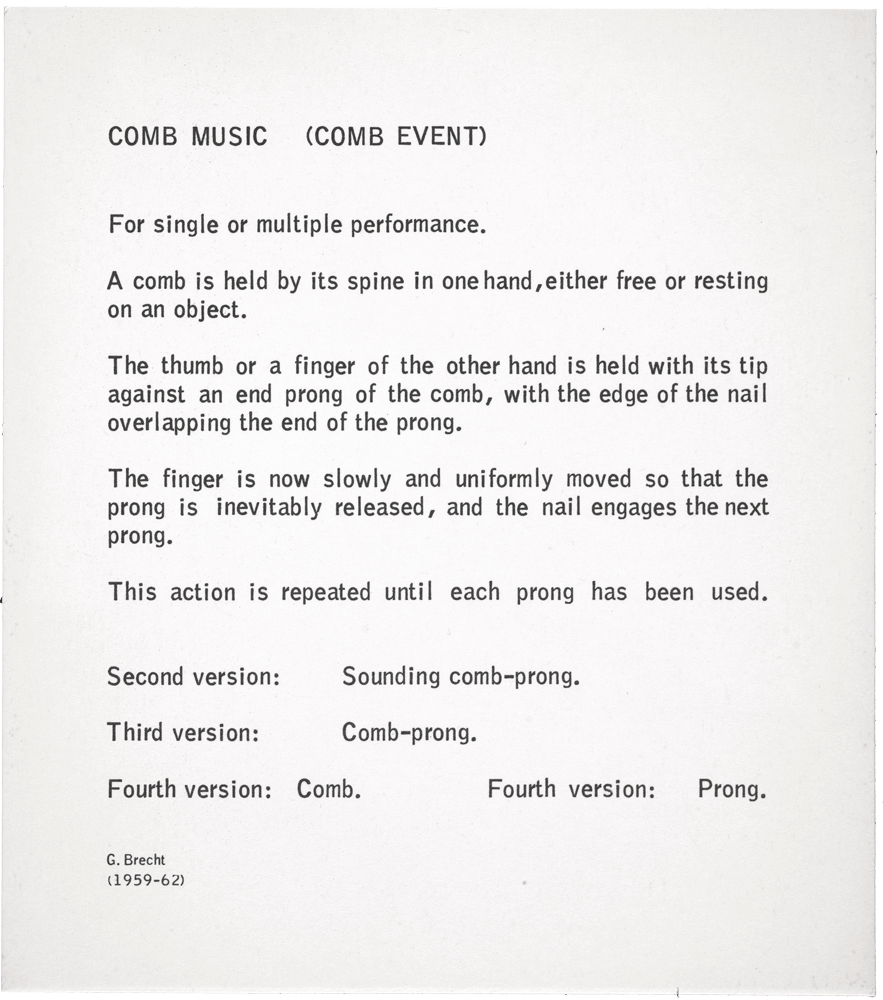 COMB MUSIC (COMB EVENT)
For single or multiple performance.
A comb is held by its spine in one hand, either free or resting
on an object.
The thumb or a finger of the other hand is held with its tip
against an end prong of the comb, with the edge of the nail
overlapping the end of the prong.
The finger is now slowly and uniformly moved so that the
prong is inevitably released, and the nail engages the next
prong.
This action is repeated until each prong has been used.
Second version: Sounding comb-prong.
Third version: Comb-prong.
Fourth version: Comb. Fourth version: Prong.
G. Brecht
(1959-62)